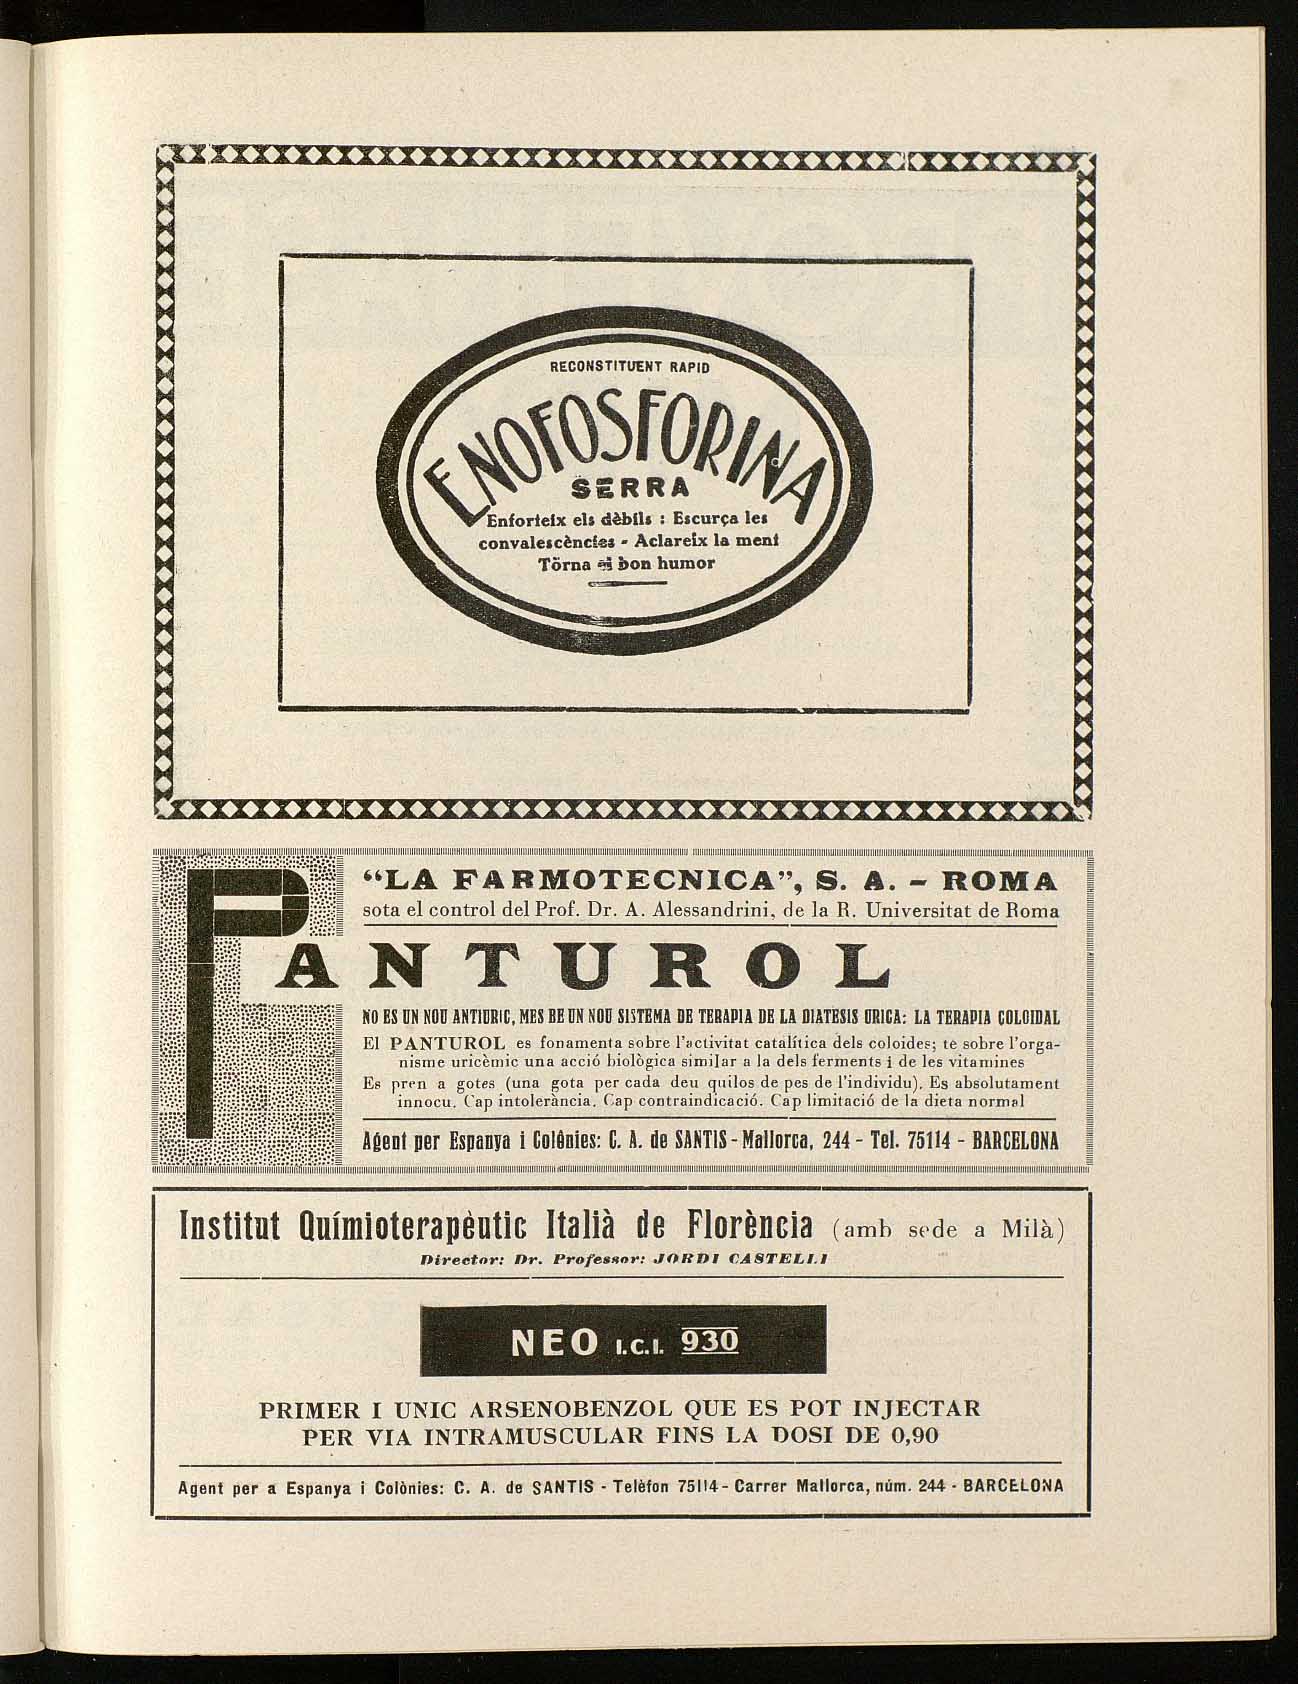 RECONSTITUENT RAPID
ENOFOSFORINA
SERRA
Enforteix els dèbils : Escurça les
convalescències - Aclareix la ment
Törna el bon humor
"LA FARMOTECNICA", S. A. - ROMA
sota el control del Prof. Dr. A. Alessandrini, de la R. Universitat de Roma
PANTUROL
NO ES UN NOU ANTIURIC, MES BE UN NOU SISTEMA DE TERAPIA DE LA DIATESIS URICA: LA TERAPIA COLOIDAL
El PANTUROL es fonamenta sobre l'activitat catalítica dels coloides; té sobre l'orga-
nisme uricèmic una acció biològica similar a la dels ferments i de les vitamines
Es pren a gotes (una gota per cada deu quilos de pes de l'individu). Es absolutament
innocu. Cap intolerància. Cap contraindicació. Cap limitació de la dieta normal
Agent per Espanya i Colònies: C. A. de SANTIS - Mallorca, 244 - Tel. 75114 - BARCELONA
Institut Químioterapèutic Italià de Florència (amb sede a Milà)
Director: Dr. Professor: JORDI CASTELLI
NEO I.C.I. 930
PRIMER I UNIC ARSENOBENZOL QUE ES POT INJECTAR
PER VIA INTRAMUSCULAR FINS LA DOSI DE 0,90
Agent per a Espanya i Colònies: C. A. de SANTIS - Telèfon 75114 - Carrer Mallorca, núm. 244 - BARCELONA